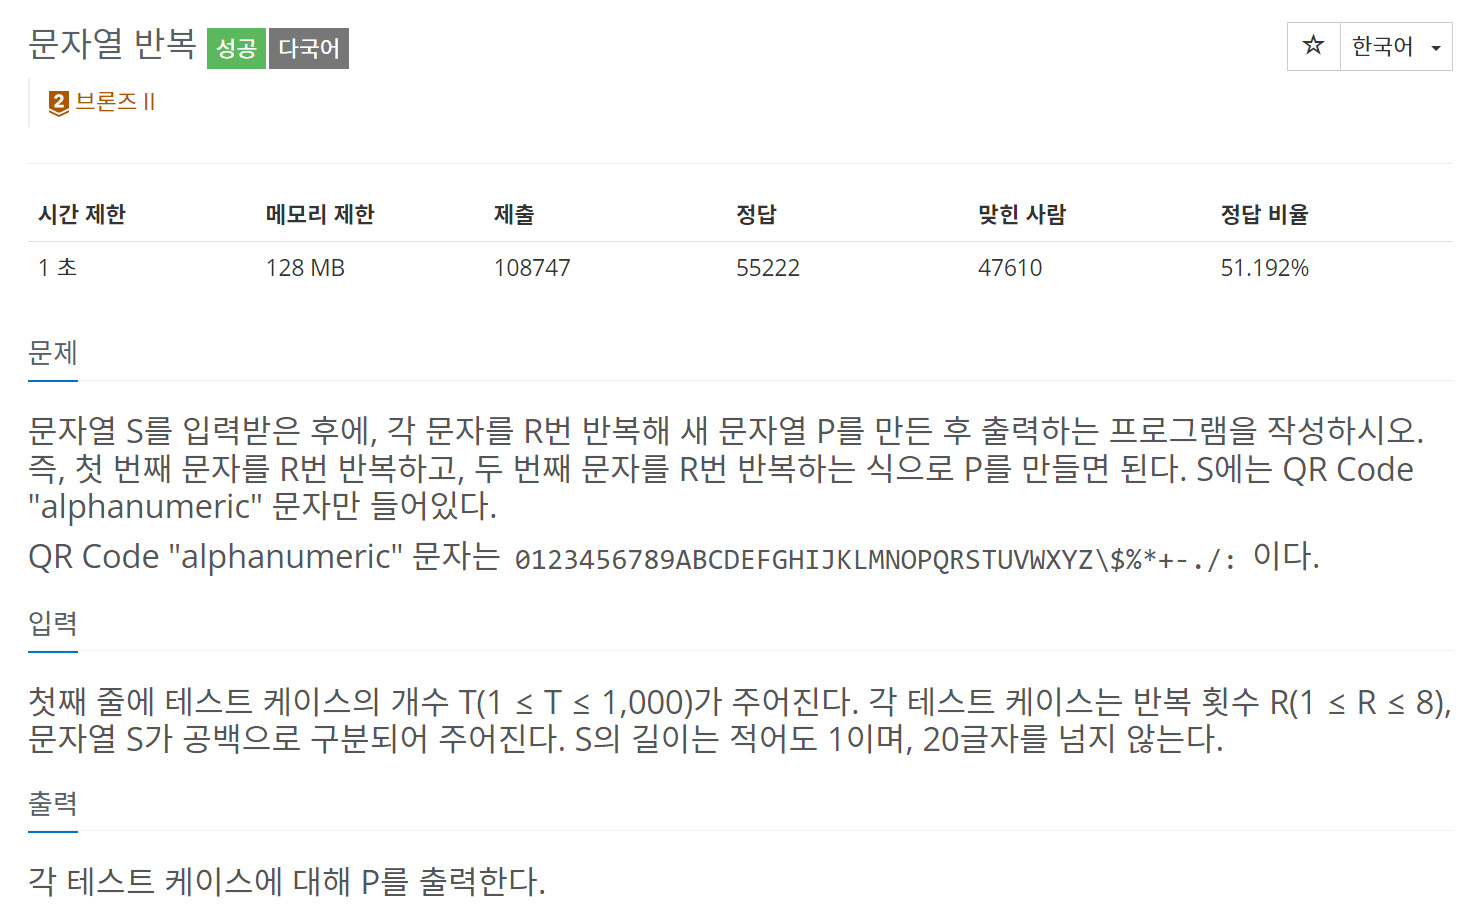 문자열 반복 성공 다국어
☆ 한국어
2 브론즈 II
시간 제한 메모리 제한 제출 정답 맞힌 사람 정답 비율
1 초 128 MB 108747 55222 47610 51.192%
문제
문자열 S를 입력받은 후에, 각 문자를 R번 반복해 새 문자열 P를 만든 후 출력하는 프로그램을 작성하시오.
즉, 첫 번째 문자를 R번 반복하고, 두 번째 문자를 R번 반복하는 식으로 P를 만들면 된다. S에는 QR Code
"alphanumeric" 문자만 들어있다.
QR Code "alphanumeric" 문자는 0123456789ABCDEFGHIJKLMNOPQRSTUVWXYZ\$%*+-./: 이다.
입력
첫째 줄에 테스트 케이스의 개수 T(1 ≤ T ≤ 1,000)가 주어진다. 각 테스트 케이스는 반복 횟수 R(1 ≤ R ≤ 8),
문자열 S가 공백으로 구분되어 주어진다. S의 길이는 적어도 1이며, 20글자를 넘지 않는다.
출력
각 테스트 케이스에 대해 P를 출력한다.